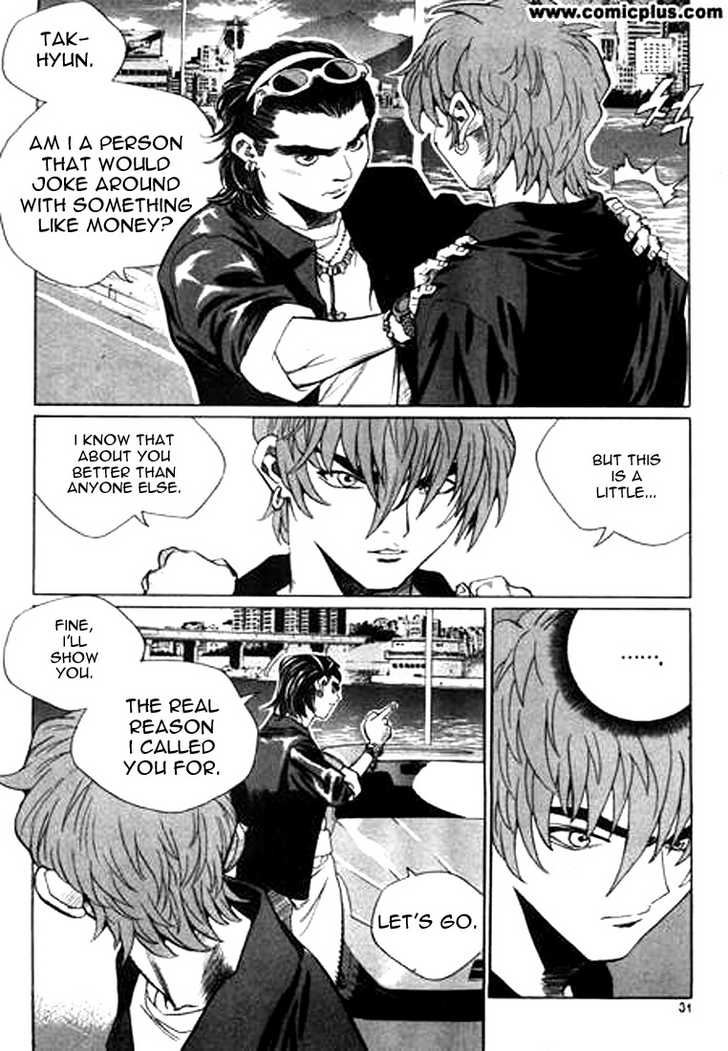 www.comicplus.com
TAK-
HYUN.
AM I A PERSON
THAT WOULD
JOKE AROUND
WITH SOMETHING
LIKE MONEY?
I KNOW THAT
ABOUT YOU
BETTER THAN
ANYONE ELSE.
BUT THIS
IS A
LITTLE...
FINE,
I'LL
SHOW
YOU.
THE REAL
REASON
I CALLED
YOU FOR.
LET'S GO.
......
31